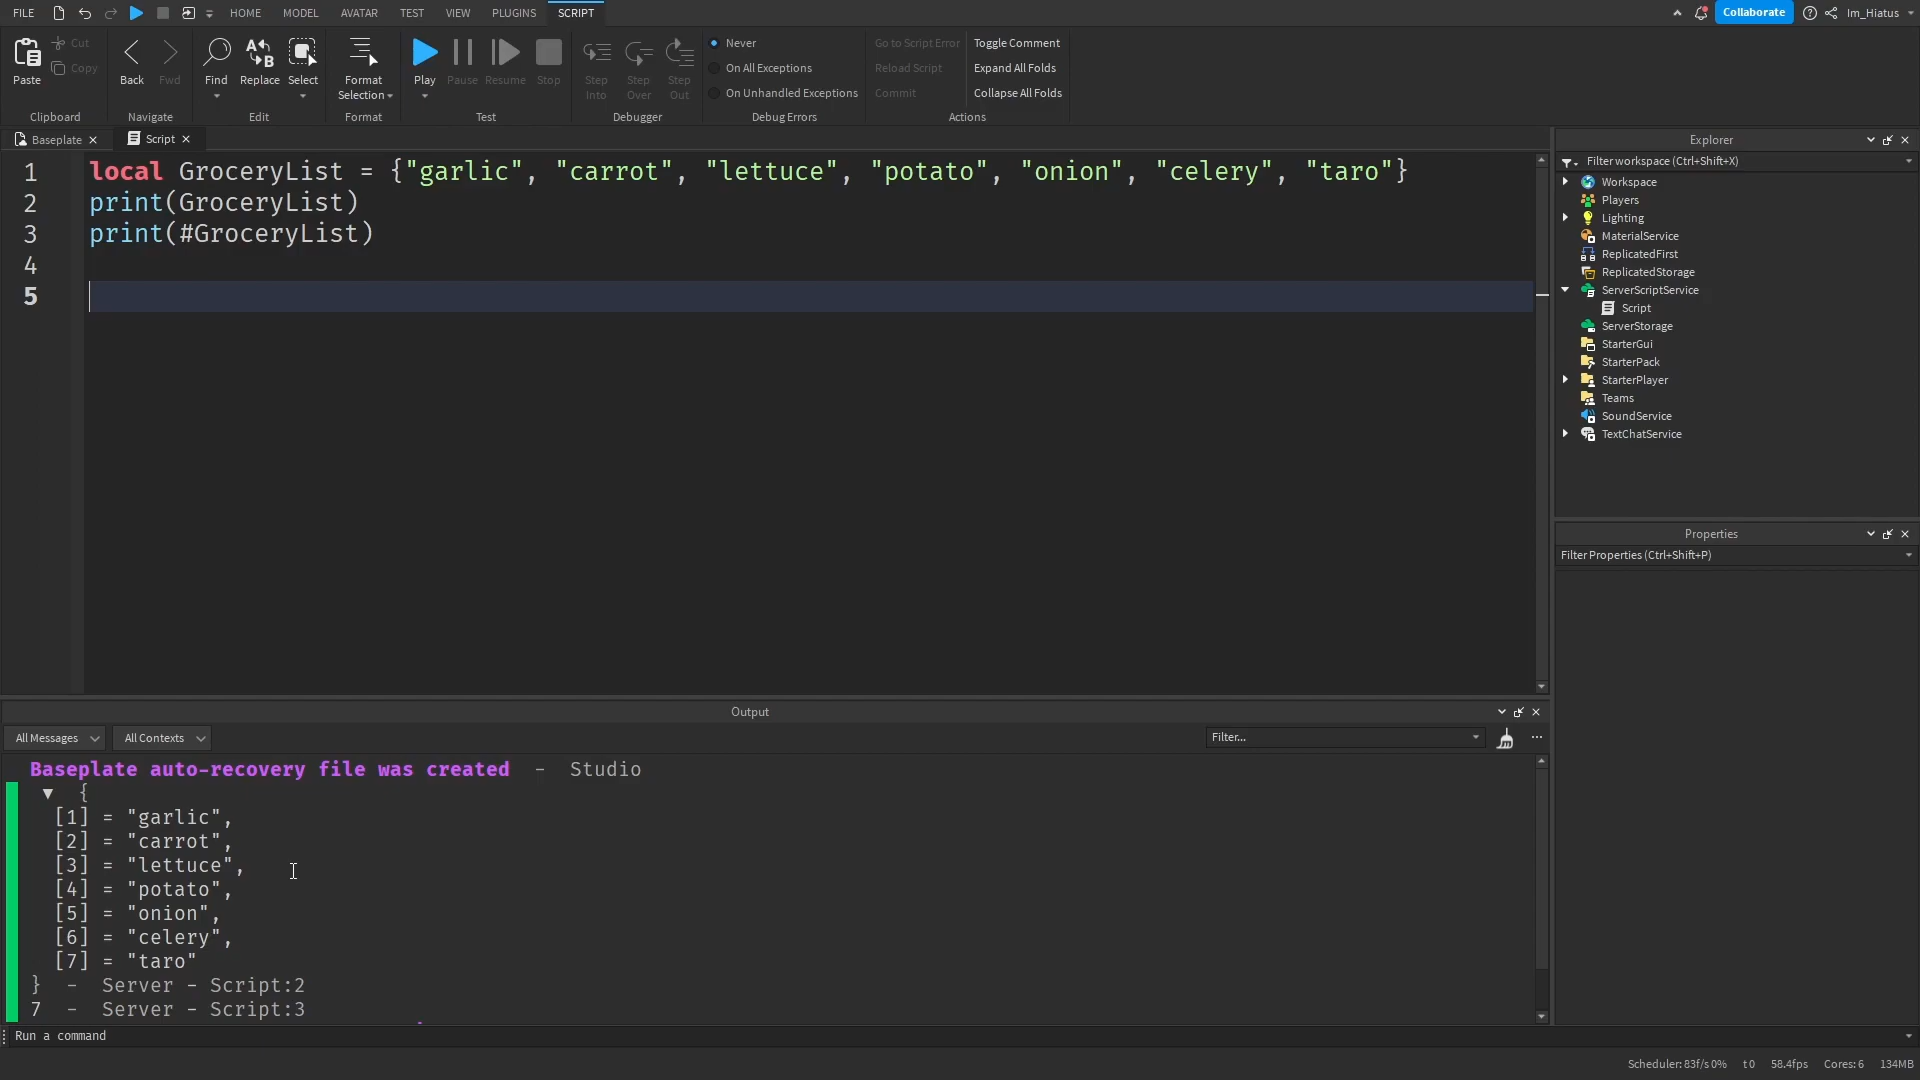 FILE HOME MODEL AVATAR TEST VIEW PLUGINS SCRIPT Collaborate Im_Hiatus
Paste Cut Copy Back Fwd Find Replace Select Format Selection Play Pause Resume Stop Step Into Step Over Step Out
Never
On All Exceptions
On Unhandled Exceptions
Go to Script Error
Reload Script
Commit
Toggle Comment
Expand All Folds
Collapse All Folds
Clipboard Navigate Edit Format Test Debugger Debug Errors Actions
Baseplate Script
1 local GroceryList = {"garlic", "carrot", "lettuce", "potato", "onion", "celery", "taro"}
2 print(GroceryList)
3 print(#GroceryList)
4
5
Explorer
Filter workspace (Ctrl+Shift+X)
Workspace
Players
Lighting
MaterialService
ReplicatedFirst
ReplicatedStorage
ServerScriptService
Script
ServerStorage
StarterGui
StarterPack
StarterPlayer
Teams
SoundService
TextChatService
Properties
Filter Properties (Ctrl+Shift+P)
Output
All Messages All Contexts Filter...
Baseplate auto-recovery file was created - Studio
▼ {
[1] = "garlic",
[2] = "carrot",
[3] = "lettuce",
[4] = "potato",
[5] = "onion",
[6] = "celery",
[7] = "taro"
} - Server - Script:2
7 - Server - Script:3
Run a command
Scheduler: 83f/s 0% t 0 58.4fps Cores: 6 134MB